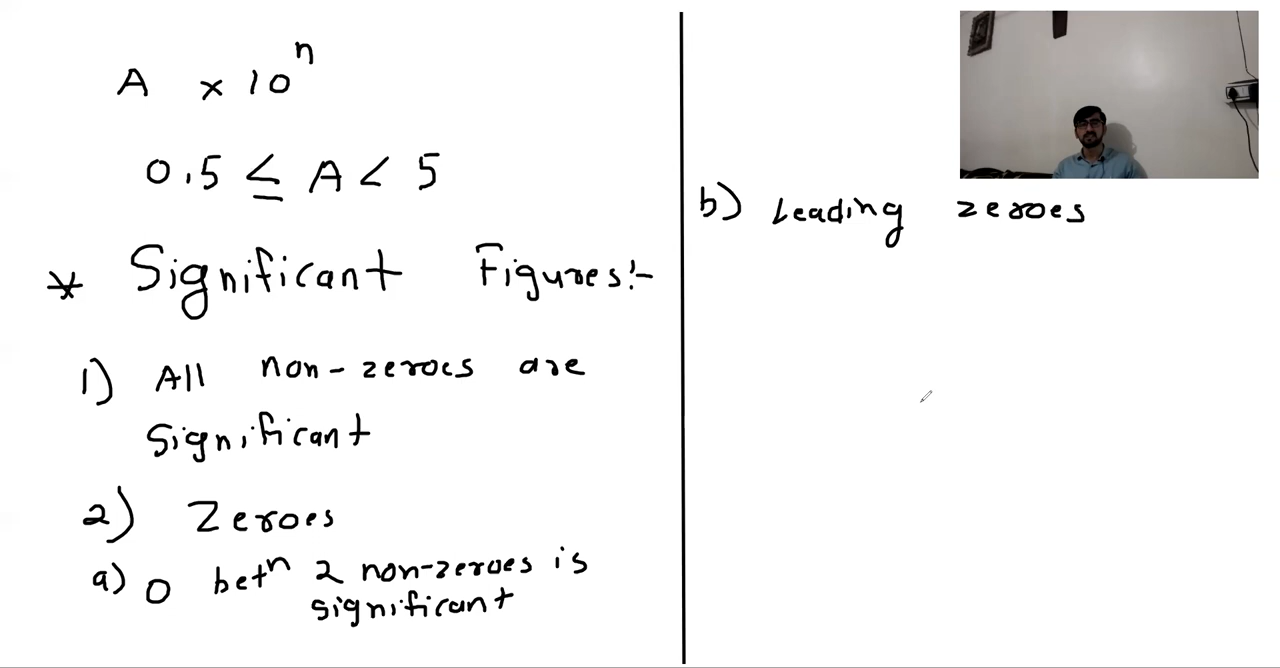 A × 10ⁿ
0.5 ≤ A < 5
* Significant Figures:-
1) All non-zeroes are
significant
2) Zeroes
a) 0 betⁿ 2 non-zeroes is
significant
b) Leading zeroes